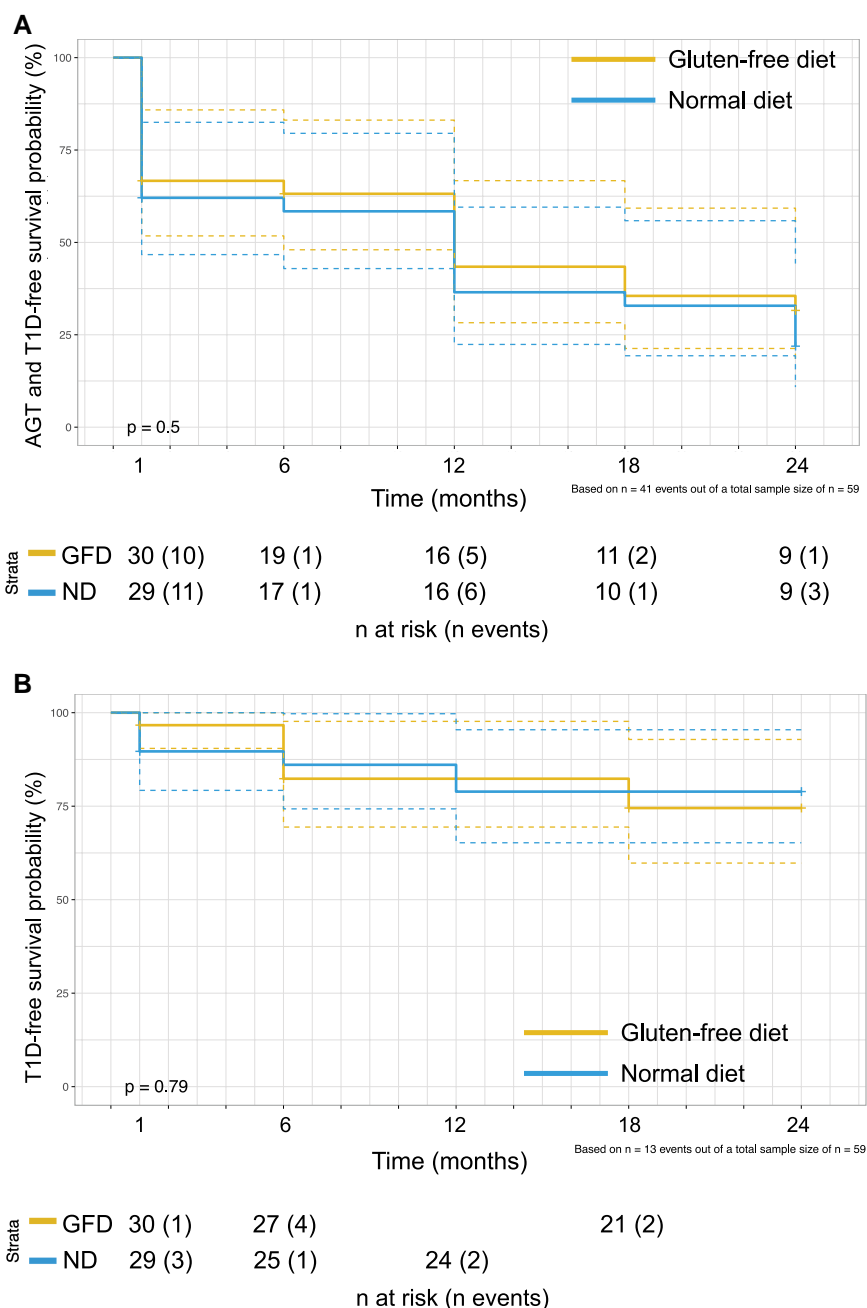 A
AGT and T1D-free survival probability (%)
100
75
50
25
0
Gluten-free diet
Normal diet
p = 0.5
1 6 12 18 24
Time (months)
Based on n = 41 events out of a total sample size of n = 59
Strata
GFD 30 (10) 19 (1) 16 (5) 11 (2) 9 (1)
ND 29 (11) 17 (1) 16 (6) 10 (1) 9 (3)
n at risk (n events)
B
T1D-free survival probability (%)
100
75
50
25
0
Gluten-free diet
Normal diet
p = 0.79
1 6 12 18 24
Time (months)
Based on n = 13 events out of a total sample size of n = 59
Strata
GFD 30 (1) 27 (4) 21 (2)
ND 29 (3) 25 (1) 24 (2)
n at risk (n events)